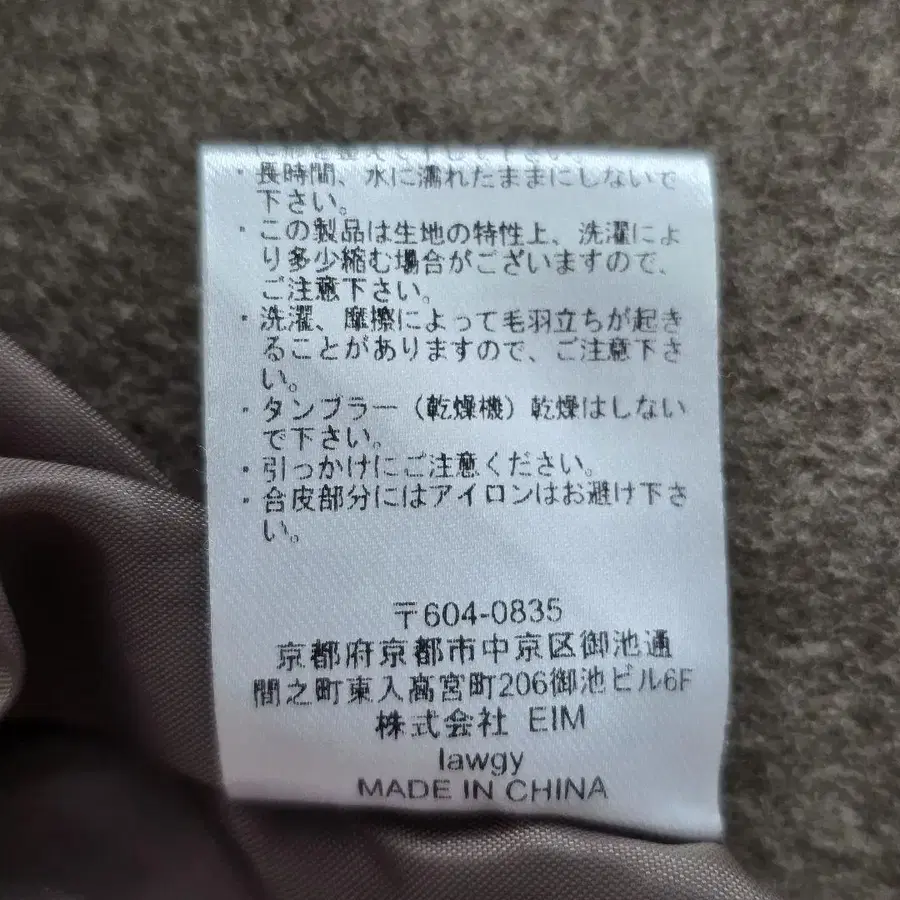 ・長時間、水に濡れたままにしないで
下さい。
・この製品は生地の特性上、洗濯によ
り多少縮む場合がございますので、
ご注意下さい。
・洗濯、摩擦によって毛羽立ちが起き
ることがありますので、ご注意下さ
い。
・タンブラー（乾燥機）乾燥はしない
で下さい。
・引っかけにご注意ください。
・合皮部分にはアイロンはお避け下さ
い。
〒604-0835
京都府京都市中京区御池通
間之町東入高宮町206御池ビル6F
株式会社 EIM
lawgy
MADE IN CHINA